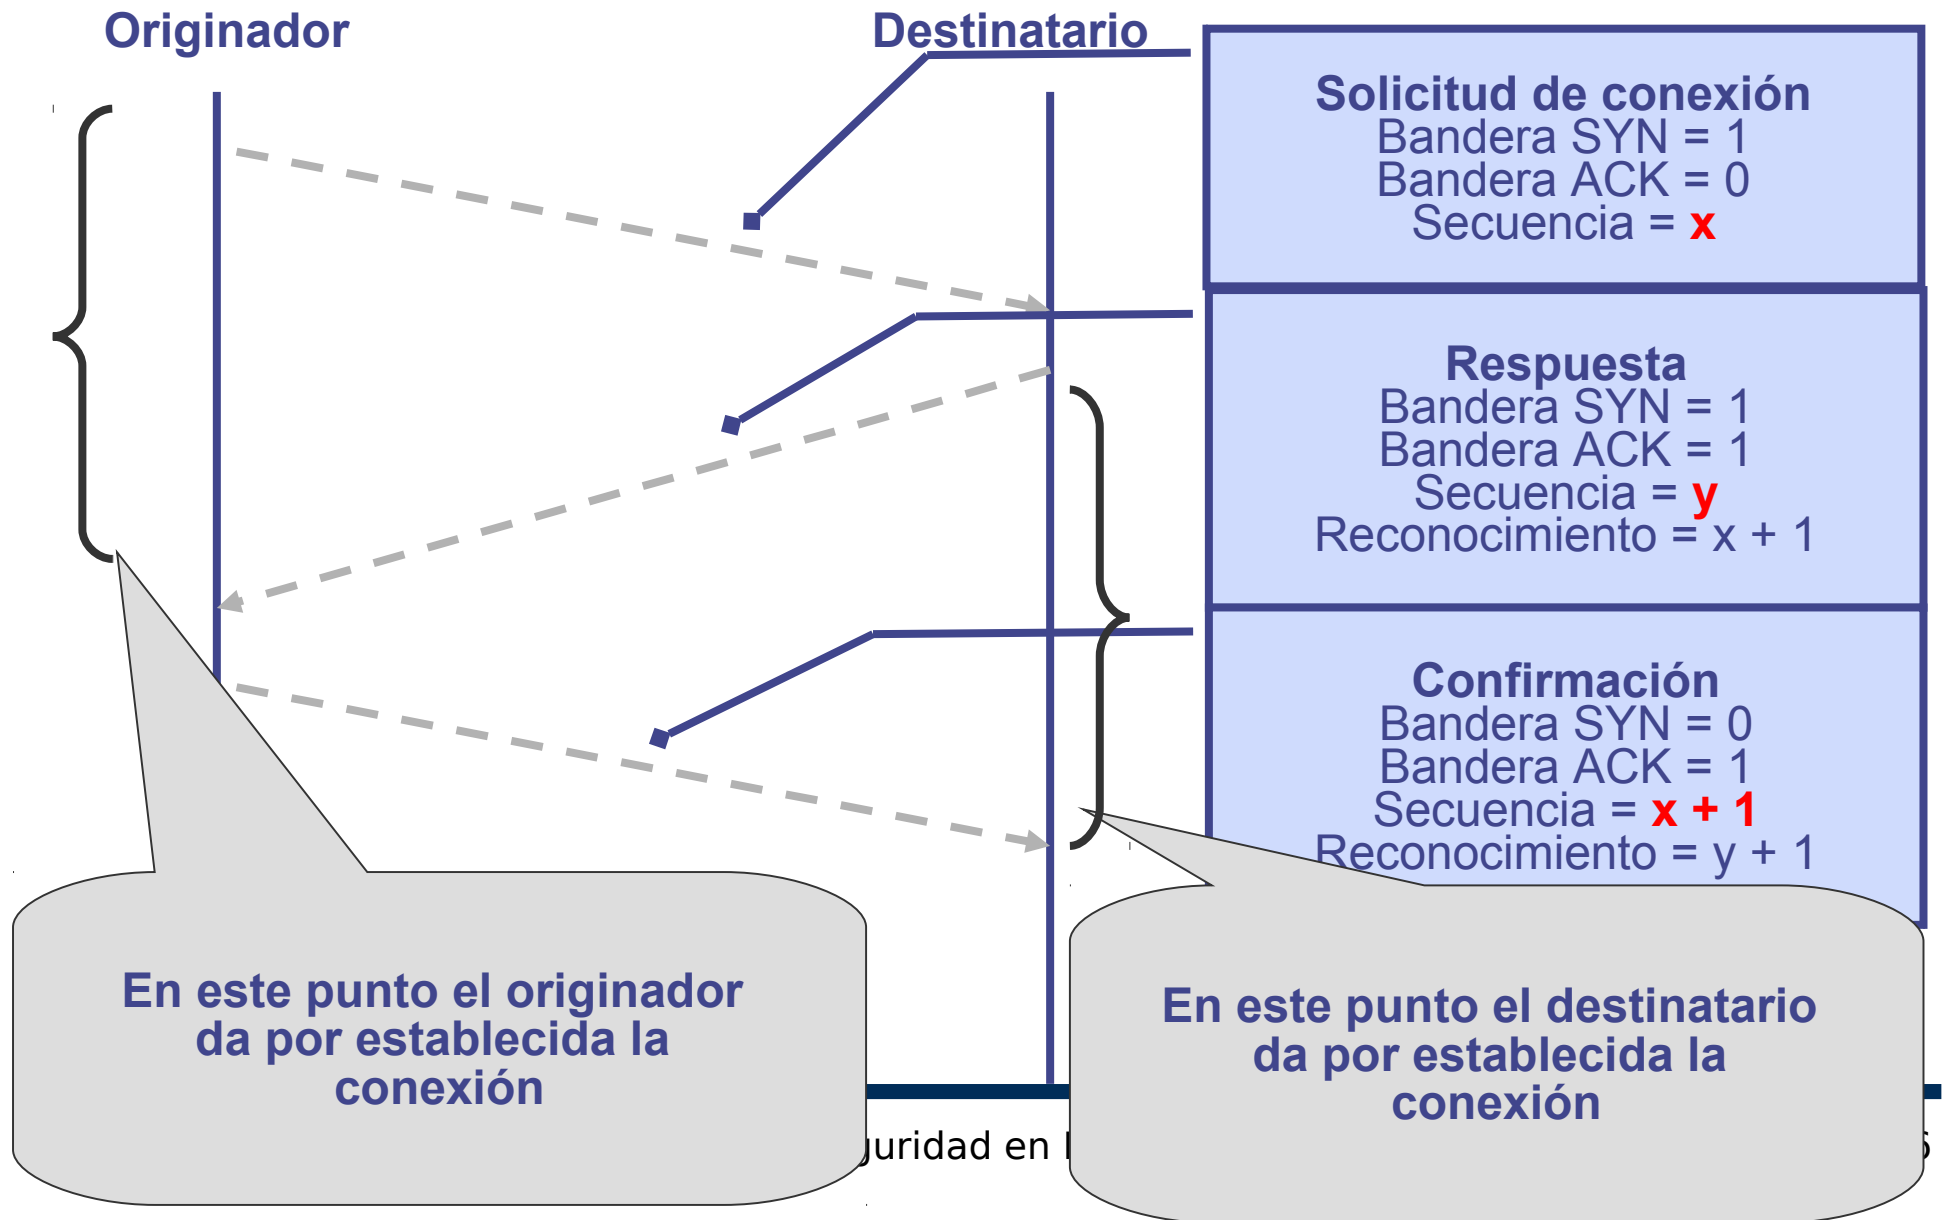 Originador
Destinatario
Solicitud de conexión
Bandera SYN = 1
Bandera ACK = 0
Secuencia = x
Respuesta
Bandera SYN = 1
Bandera ACK = 1
Secuencia = y
Reconocimiento = x + 1
Confirmación
Bandera SYN = 0
Bandera ACK = 1
Secuencia = x + 1
Reconocimiento = y + 1
En este punto el originador
da por establecida la
conexión
En este punto el destinatario
da por establecida la
conexión
en